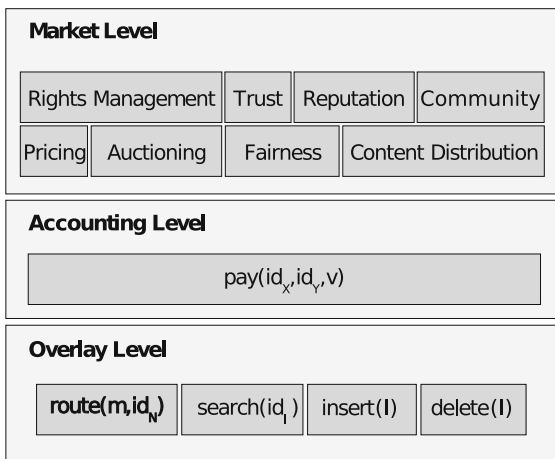 Market Level
Rights Management Trust Reputation Community
Pricing Auctioning Fairness Content Distribution
Accounting Level
pay(id_X,id_Y,v)
Overlay Level
route(m,id_N) search(id_I) insert(I) delete(I)